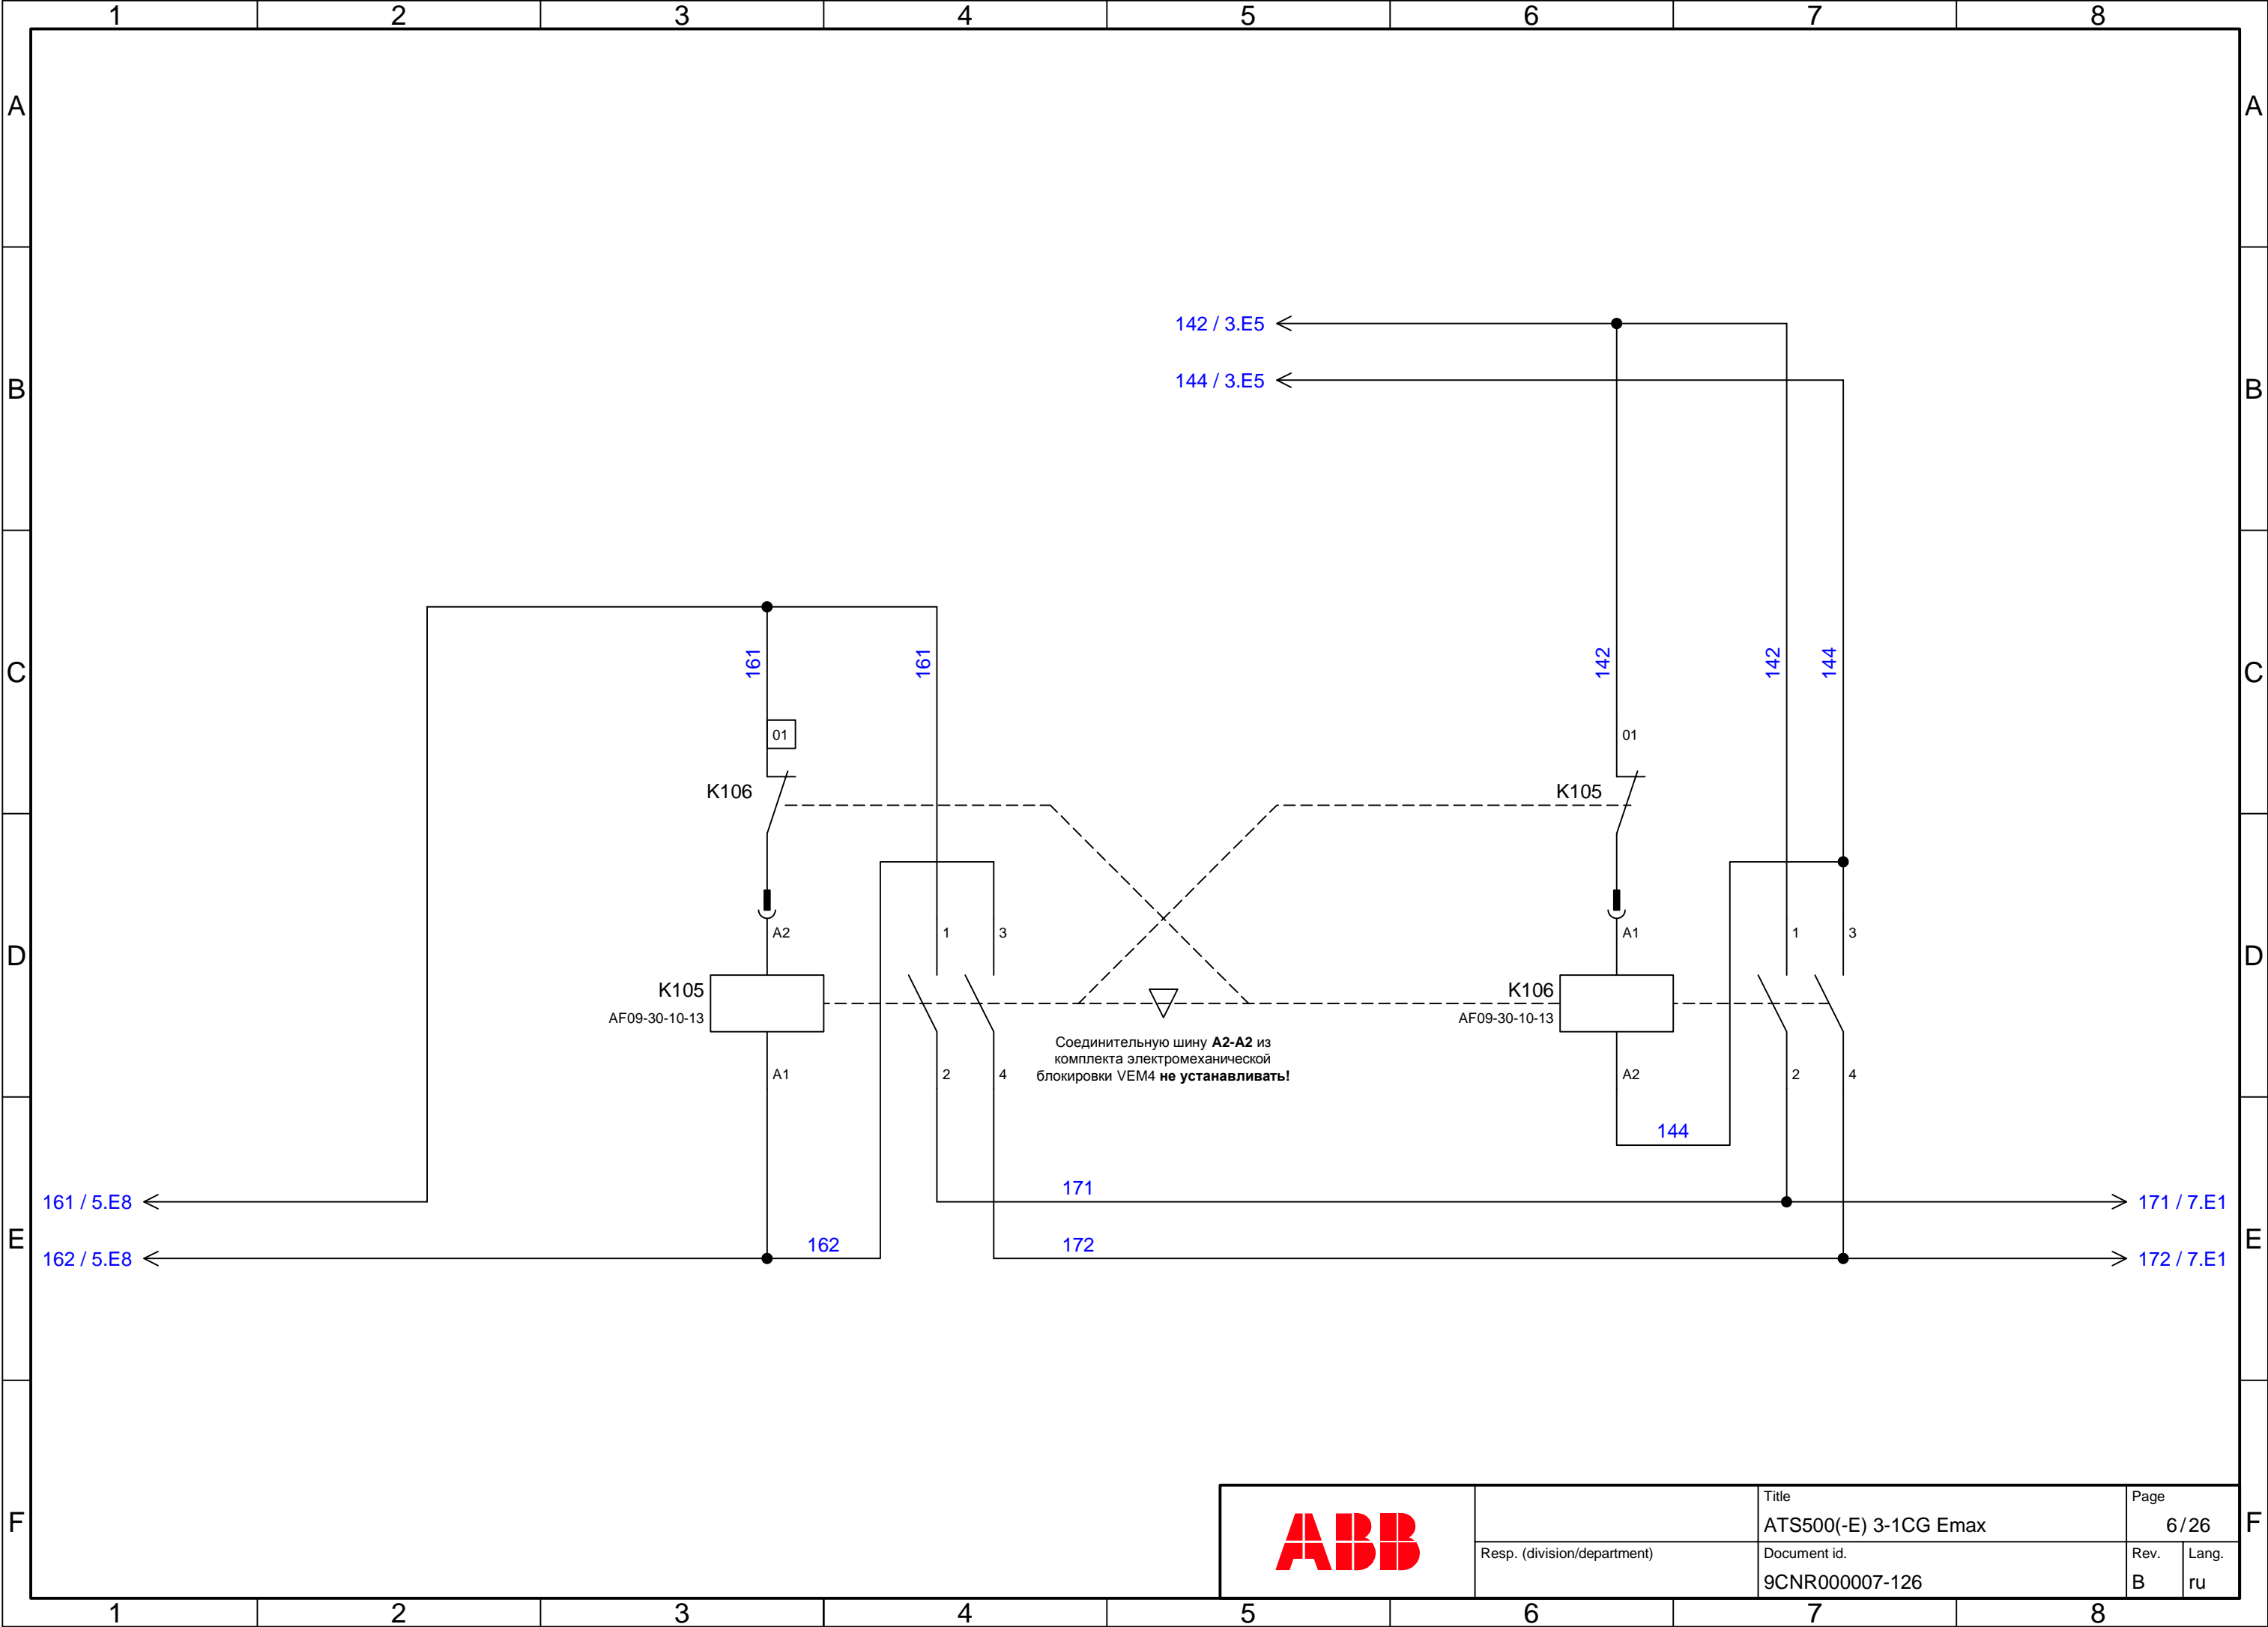 1 2 3 4 5 6 7 8
A A
142 / 3.E5
144 / 3.E5
B B
161 161 142 142 144
C C
01 01
K106 K105
A2 1 3 A1 1 3
D D
K105 K106
AF09-30-10-13 AF09-30-10-13
Соединительную шину A2-A2 из
комплекта электромеханической
блокировки VEM4 не устанавливать!
A1 2 4 A2 2 4
144
171
161 / 5.E8 171 / 7.E1
E E
162 172
162 / 5.E8 172 / 7.E1
F F
ABB
Title
ATS500(-E) 3-1CG Emax
Page
6/26
Resp. (division/department)
Document id.
9CNR000007-126
Rev.
B
Lang.
ru
1 2 3 4 5 6 7 8